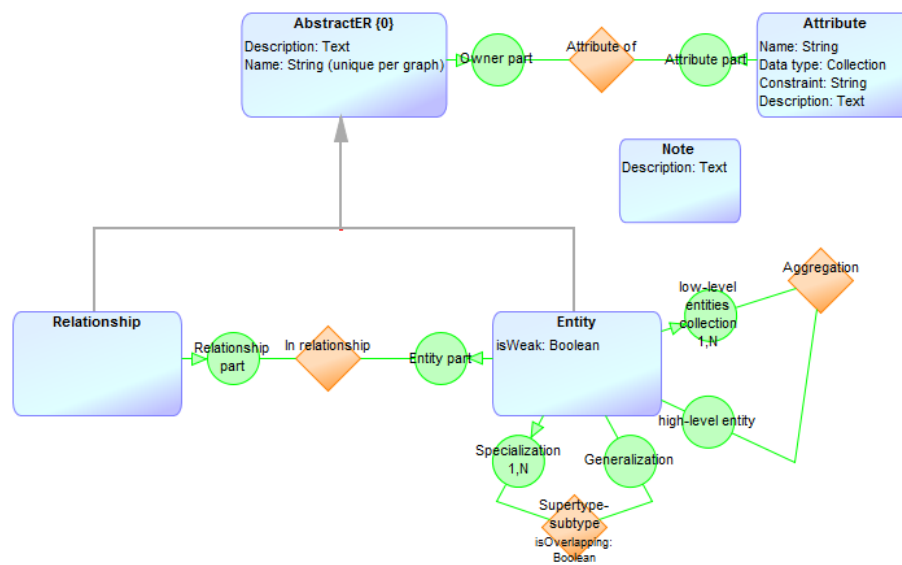 AbstractER {0}
Description: Text
Name: String (unique per graph)
Owner part
Attribute of
Attribute part
Attribute
Name: String
Data type: Collection
Constraint: String
Description: Text
Note
Description: Text
Relationship
Relationship
part
In relationship
Entity part
Entity
isWeak: Boolean
low-level
entities
collection
1,N
Aggregation
high-level entity
Specialization
1,N
Generalization
Supertype-
subtype
isOverlapping:
Boolean